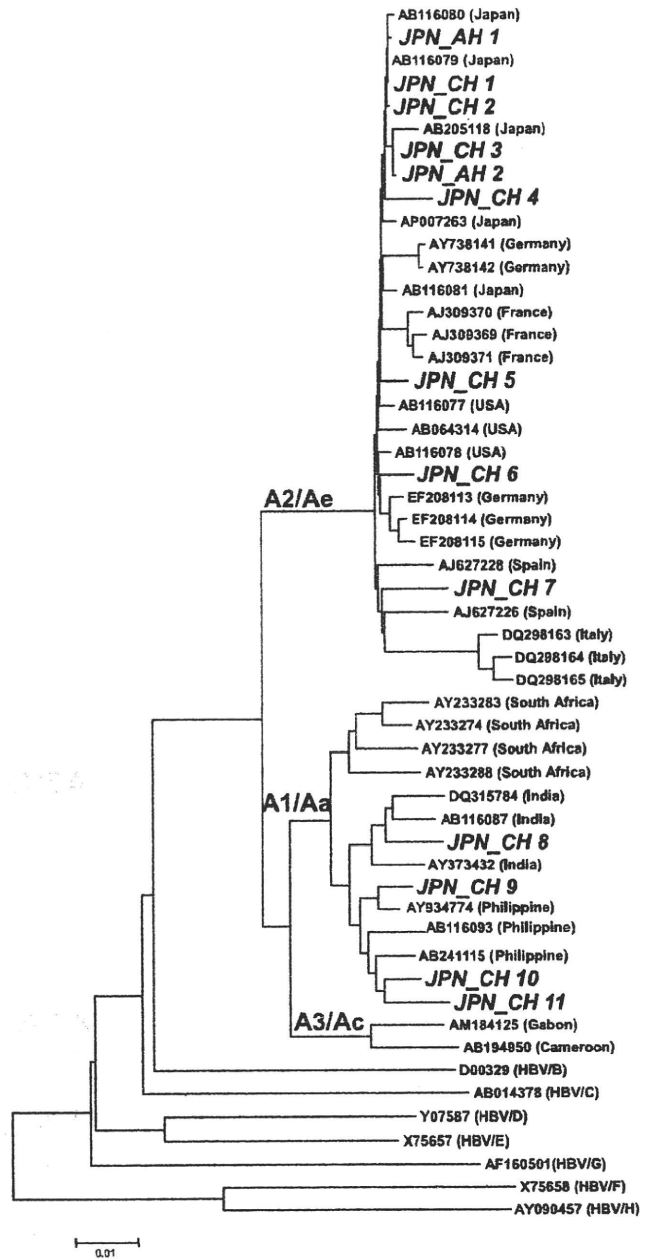 AB116080 (Japan)
JPN_AH 1
AB116079 (Japan)
JPN_CH 1
JPN_CH 2
AB205118 (Japan)
JPN_CH 3
JPN_AH 2
JPN_CH 4
AP007263 (Japan)
AY738141 (Germany)
AY738142 (Germany)
AB116081 (Japan)
AJ309370 (France)
AJ309369 (France)
AJ309371 (France)
JPN_CH 5
AB116077 (USA)
AB064314 (USA)
AB116078 (USA)
JPN_CH 6
A2/Ae
EF208113 (Germany)
EF208114 (Germany)
EF208115 (Germany)
AJ627228 (Spain)
JPN_CH 7
AJ627226 (Spain)
DQ298163 (Italy)
DQ298164 (Italy)
DQ298165 (Italy)
AY233283 (South Africa)
AY233274 (South Africa)
AY233277 (South Africa)
AY233288 (South Africa)
DQ315784 (India)
A1/Aa
AB116087 (India)
JPN_CH 8
AY373432 (India)
JPN_CH 9
AY934774 (Philippine)
AB116093 (Philippine)
AB241115 (Philippine)
JPN_CH 10
JPN_CH 11
A3/Ac
AM184125 (Gabon)
AB194950 (Cameroon)
D00329 (HBV/B)
AB014378 (HBV/C)
Y07587 (HBV/D)
X75657 (HBV/E)
AF160501(HBV/G)
X75658 (HBV/F)
AY090457 (HBV/H)
0.01